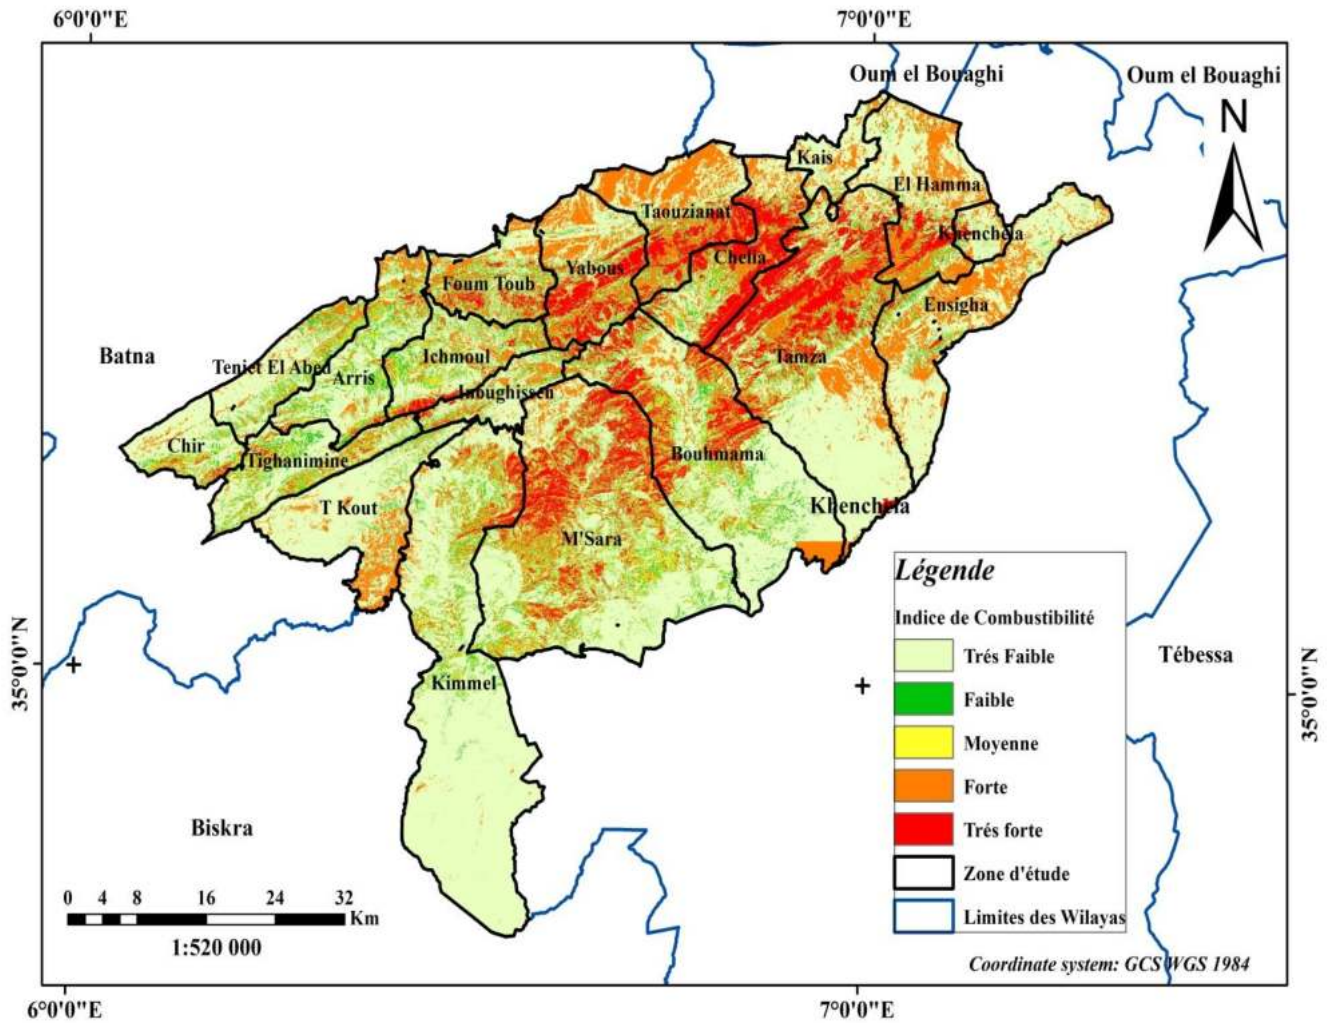 6°0'0"E
7°0'0"E
Oum el Bouaghi
Oum el Bouaghi
N
Kais
El Hamma
Taouzianat
Khenchela
Chelia
Yabous
Foum Toub
Ensigha
Batna
Ichmoul
Tamza
Teniet El Abed
Arris
Inoughissen
Chir
Tighanimine
Bouhmama
T Kout
Khenchela
M'Sara
Kimmel
Tébessa
Biskra
35°0'0"N
35°0'0"N
Légende
Indice de Combustibilité
Trés Faible
Faible
Moyenne
Forte
Trés forte
Zone d'étude
Limites des Wilayas
0 4 8 16 24 32
Km
1:520 000
Coordinate system: GCS WGS 1984
6°0'0"E
7°0'0"E